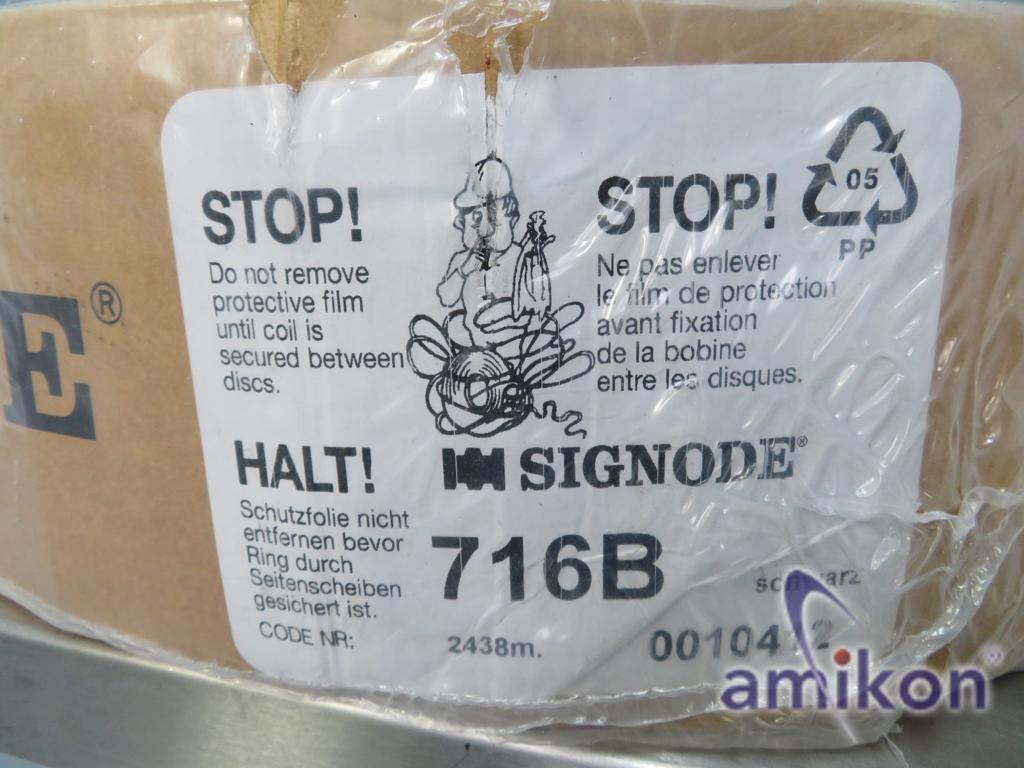 E®
STOP!
Do not remove
protective film
until coil is
secured between
discs.
STOP!
Ne pas enlever
le film de protection
avant fixation
de la bobine
entre les disques.
05
PP
HALT!
Schutzfolie nicht
entfernen bevor
Ring durch
Seitenscheiben
gesichert ist.
CODE NR:
SIGNODE®
716B
schwarz
2438m.
0010412
amikon®